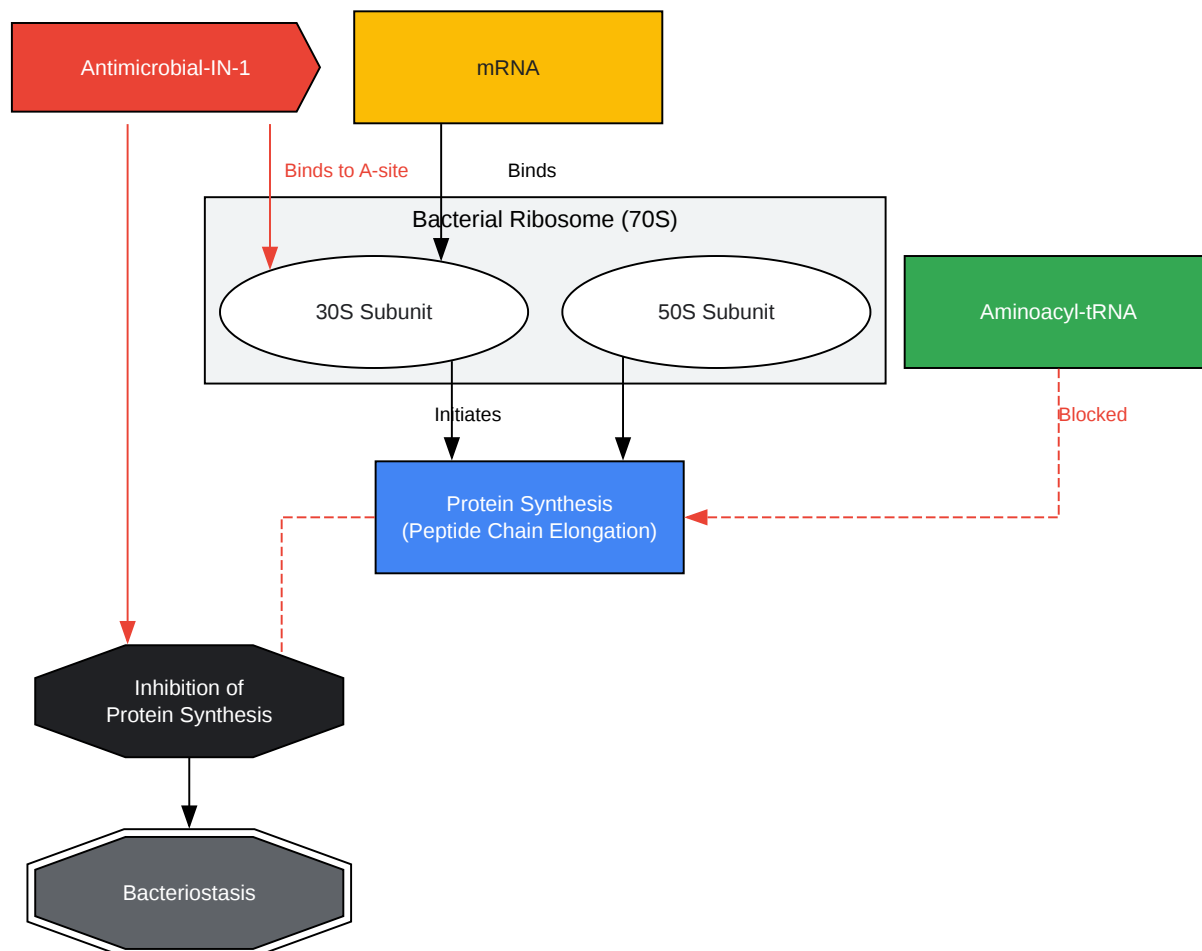 Antimicrobial-IN-1
mRNA
Binds to A-site
Binds
Bacterial Ribosome (70S)
30S Subunit
50S Subunit
Aminoacyl-tRNA
Initiates
Blocked
Protein Synthesis
(Peptide Chain Elongation)
Inhibition of
Protein Synthesis
Bacteriostasis